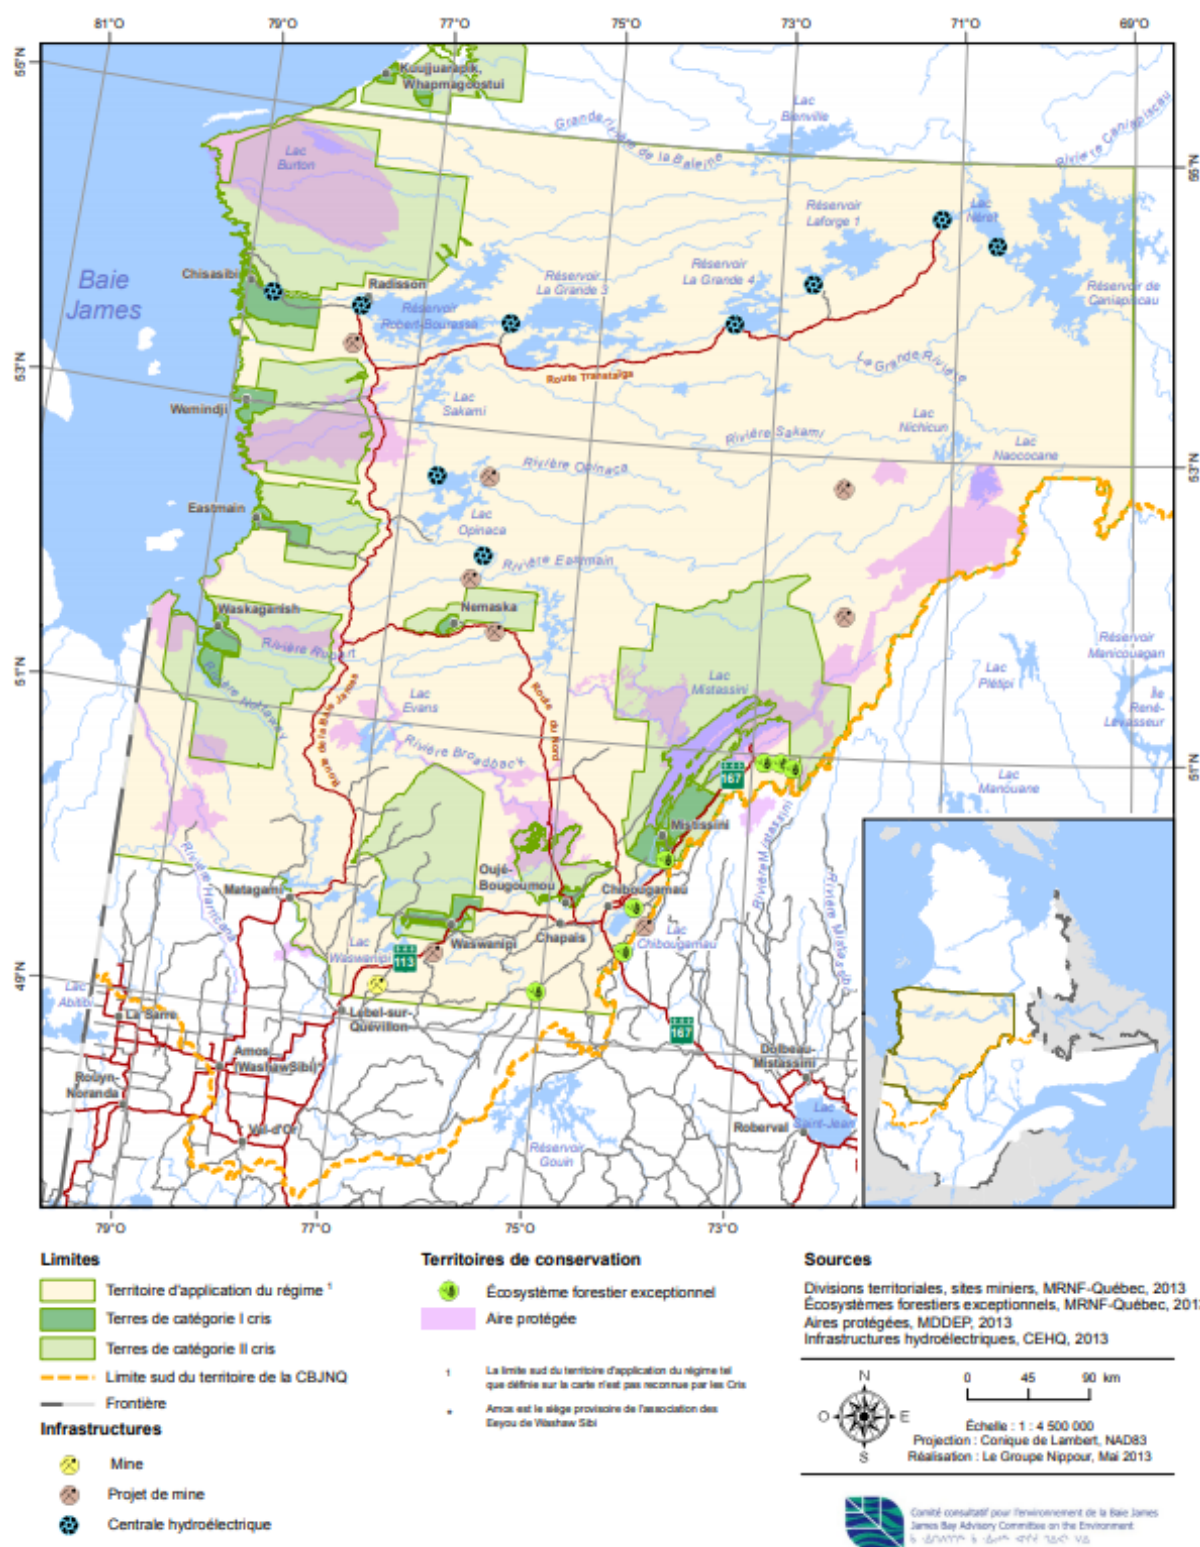 81°O 79°O 77°O 75°O 73°O 71°O 69°O
55°N
Kuujjuarapik,
Whapmagoostui
Lac
Bienville
Grande rivière de la Baleine
Rivière Caniapiscau
55°N
Lac
Burton
Réservoir
Laforge 1
Lac
Néret
Baie
James
Chisasibi
Radisson
Réservoir
Robert-Bourassa
Réservoir
La Grande 3
Réservoir
La Grande 4
Réservoir de
Caniapiscau
53°N
Route Transtaïga
La Grande Rivière
Wemindji
Lac
Sakami
Rivière Sakami
Lac
Nichicun
Lac
Naococane
53°N
Rivière Opinaca
Eastmain
Lac
Opinaca
Rivière Eastmain
Waskaganish
Nemaska
Rivière Rupert
Rivière Nottaway
51°N
Réservoir
Manicouagan
Lac
Plétipi
Île
René-
Levasseur
Lac
Mistassini
Lac
Evans
Route de la Baie James
Route du Nord
Rivière Broadback
51°N
Lac
Manouane
167
Mistissini
Rivière Mistassini
Rivière Harricana
Matagami
Oujé-
Bougoumou
Chibougamau
Waswanipi
Chapais
Lac
Chibougamau
Lac
Waswanipi
113
49°N
Lac
Abitibi
La Sarre
Lebel-sur-
Quévillon
167
Amos
(WashawSibi)*
Dolbeau-
Mistassini
Rouyn-
Noranda
Val-d'Or
Roberval
Lac
Saint-Jean
Réservoir
Gouin
79°O 77°O 75°O 73°O
Limites
Territoire d'application du régime ¹
Terres de catégorie I cris
Terres de catégorie II cris
Limite sud du territoire de la CBJNQ
Frontière
Infrastructures
Mine
Projet de mine
Centrale hydroélectrique
Territoires de conservation
Écosystème forestier exceptionnel
Aire protégée
1 La limite sud du territoire d'application du régime tel
que définie sur la carte n'est pas reconnue par les Cris
* Amos est le siège provisoire de l'association des
Eeyou de Washaw Sibi
Sources
Divisions territoriales, sites miniers, MRNF-Québec, 2013
Écosystèmes forestiers exceptionnels, MRNF-Québec, 201
Aires protégées, MDDEP, 2013
Infrastructures hydroélectriques, CEHQ, 2013
N
O E
S
0 45 90 km
Échelle : 1 : 4 500 000
Projection : Conique de Lambert, NAD83
Réalisation : Le Groupe Nippour, Mai 2013
Comité consultatif pour l'environnement de la Baie James
James Bay Advisory Committee on the Environment